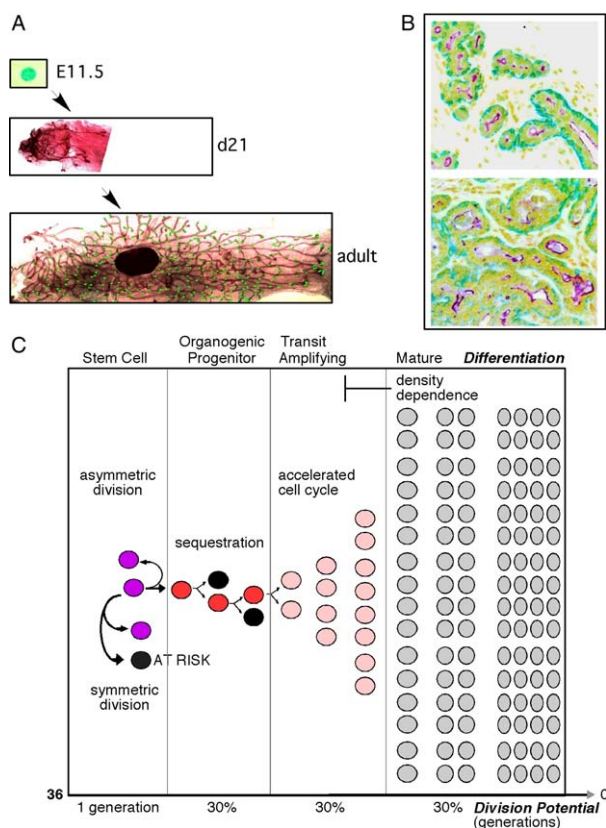 A
E11.5
d21
adult
B
C
Stem Cell
Organogenic
Progenitor
Transit
Amplifying
Mature
Differentiation
density
dependence
asymmetric
division
accelerated
cell cycle
sequestration
AT RISK
symmetric
division
36
0
1 generation
30%
30%
30%
Division Potential
(generations)